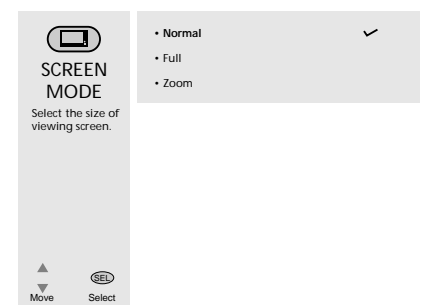 SCREEN
MODE
Select the size of
viewing screen.
• Normal
• Full
• Zoom
SEL
Move Select